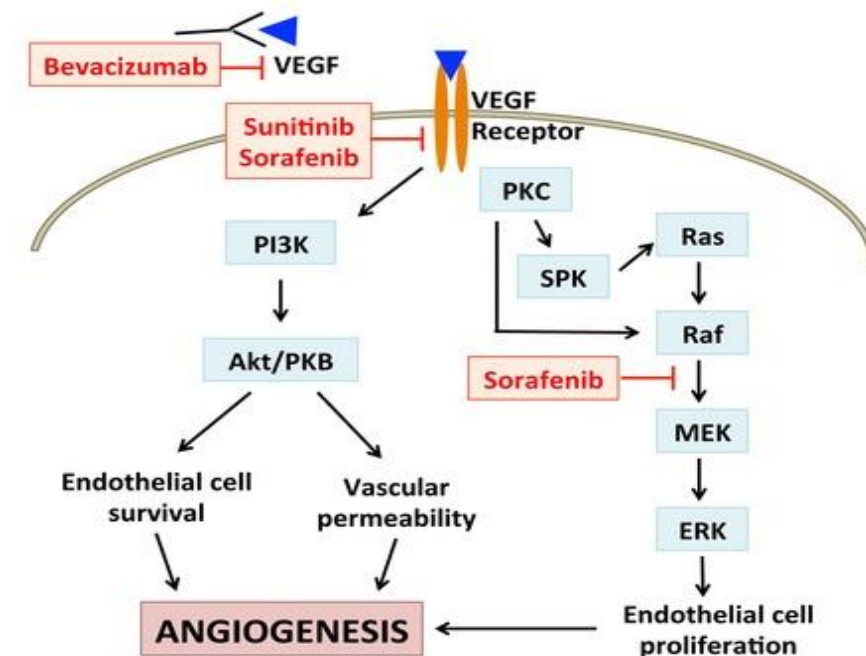 Bevacizumab
VEGF
Sunitinib
Sorafenib
VEGF
Receptor
PKC
PI3K
SPK
Ras
Akt/PKB
Raf
Sorafenib
MEK
Endothelial cell
survival
Vascular
permeability
ERK
ANGIOGENESIS
Endothelial cell
proliferation